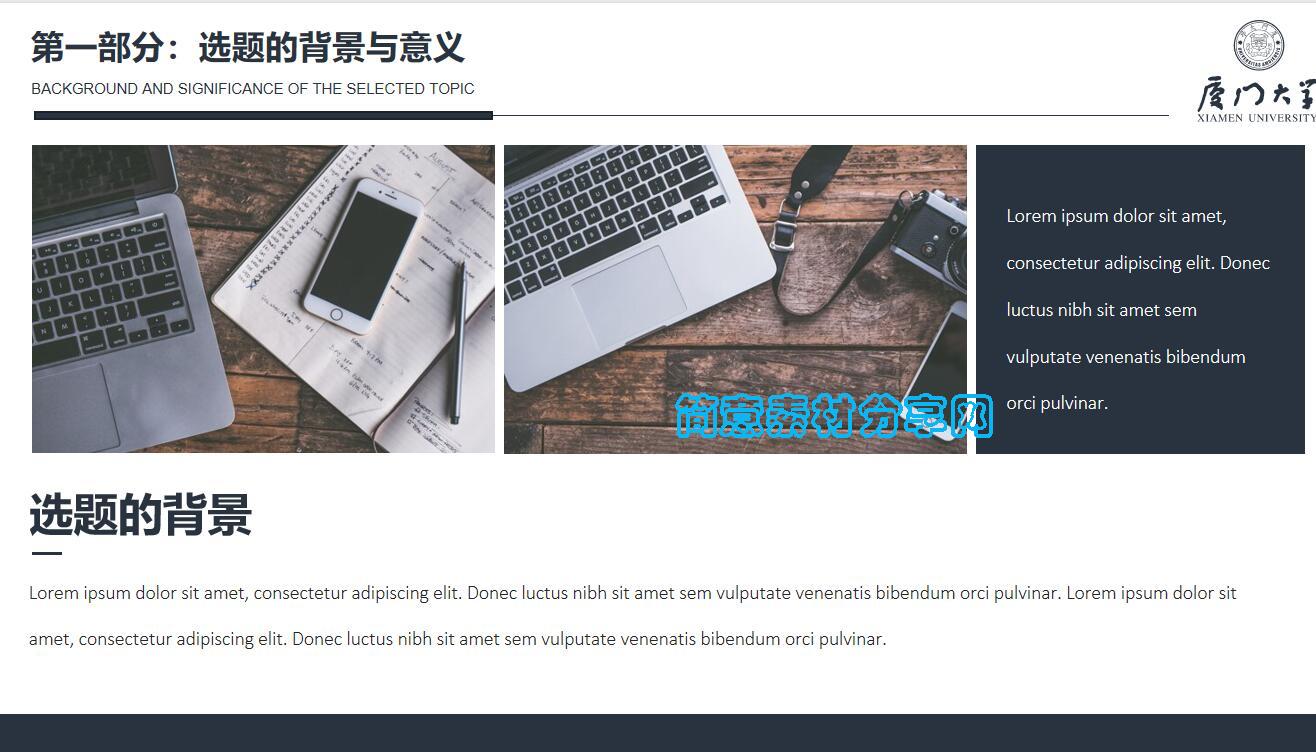 第一部分：选题的背景与意义
BACKGROUND AND SIGNIFICANCE OF THE SELECTED TOPIC
厦门大学
XIAMEN UNIVERSITY
AUGUST
Lorem ipsum dolor sit amet,
consectetur adipiscing elit. Donec
luctus nibh sit amet sem
vulputate venenatis bibendum
orci pulvinar.
简意素材分享网
选题的背景
Lorem ipsum dolor sit amet, consectetur adipiscing elit. Donec luctus nibh sit amet sem vulputate venenatis bibendum orci pulvinar. Lorem ipsum dolor sit
amet, consectetur adipiscing elit. Donec luctus nibh sit amet sem vulputate venenatis bibendum orci pulvinar.